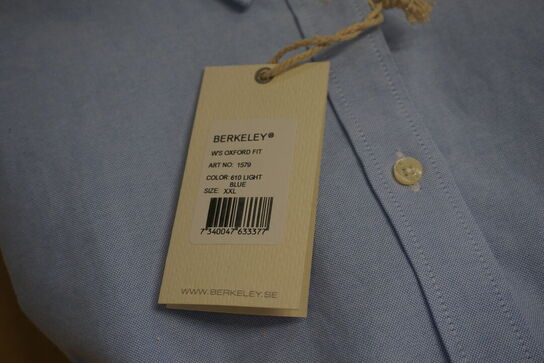 BERKELEY®
W'S OXFORD FIT
ART NO: 1579
COLOR: 610 LIGHT
BLUE
SIZE: XXL
7 340047 633377
WWW.BERKELEY.SE